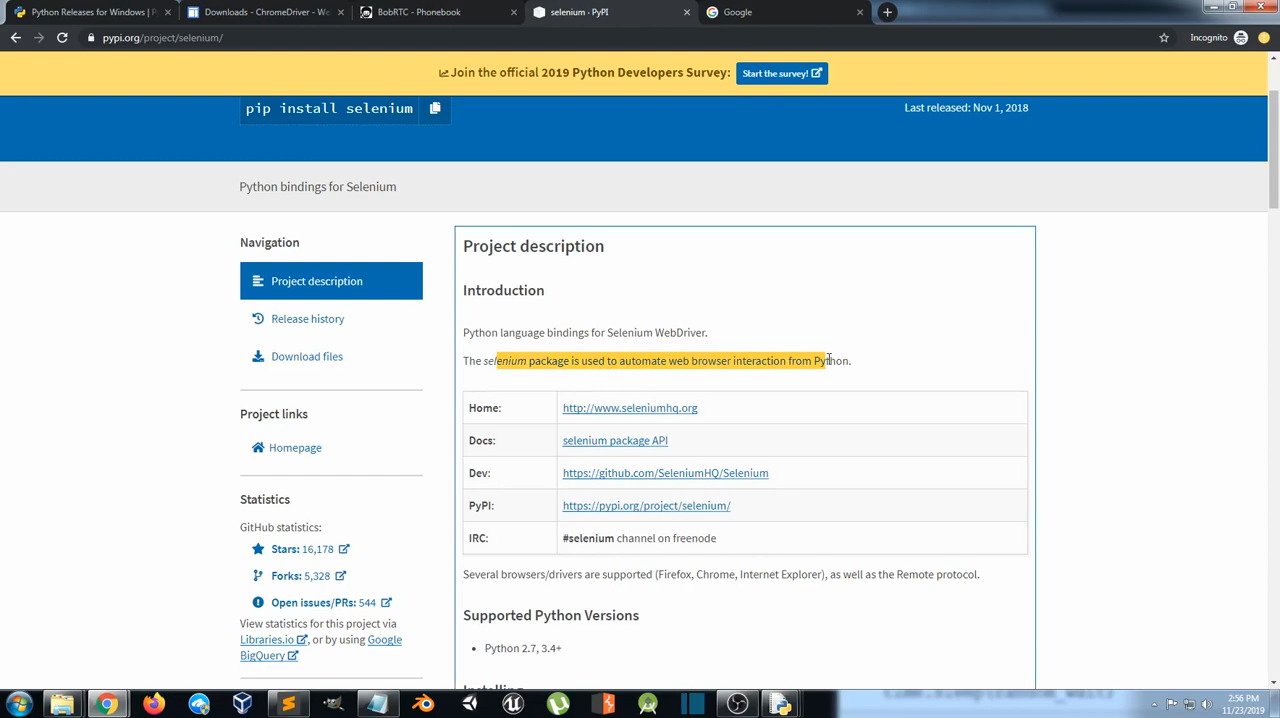 Python Releases for Windows | P
Downloads - ChromeDriver - We
BobRTC - Phonebook
selenium · PyPI
Google
pypi.org/project/selenium/
Incognito
Join the official 2019 Python Developers Survey:
Start the survey!
pip install selenium
Last released: Nov 1, 2018
Python bindings for Selenium
Navigation
Project description
Release history
Download files
Project links
Homepage
Statistics
GitHub statistics:
Stars: 16,178
Forks: 5,328
Open issues/PRs: 544
View statistics for this project via
Libraries.io, or by using Google
BigQuery
Project description
Introduction
Python language bindings for Selenium WebDriver.
The selenium package is used to automate web browser interaction from Python.
Home: http://www.seleniumhq.org
Docs: selenium package API
Dev: https://github.com/SeleniumHQ/Selenium
PyPI: https://pypi.org/project/selenium/
IRC: #selenium channel on freenode
Several browsers/drivers are supported (Firefox, Chrome, Internet Explorer), as well as the Remote protocol.
Supported Python Versions
• Python 2.7, 3.4+
Installing
2:56 PM
11/23/2019